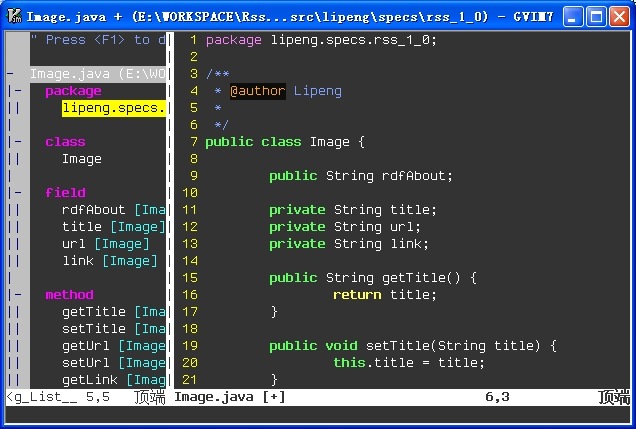 Image.java + (E:\WORKSPACE\Rss...src\lipeng\specs\rss_1_0) - GVIM7
" Press <F1> to d
- Image.java (E:\WO
|- package
|| lipeng.specs.
|
|- class
|| Image
|
|- field
|| rdfAbout [Ima
|| title [Image]
|| url [Image]
|| link [Image]
|
|- method
|| getTitle [Ima
|| setTitle [Ima
|| getUrl [Image
|| setUrl [Image
|| getLink [Imag
<g_List__ 5,5 顶端
1 package lipeng.specs.rss_1_0;
2
3 /**
4 * @author Lipeng
5 *
6 */
7 public class Image {
8
9 public String rdfAbout;
10
11 private String title;
12 private String url;
13 private String link;
14
15 public String getTitle() {
16 return title;
17 }
18
19 public void setTitle(String title) {
20 this.title = title;
21 }
Image.java [+] 6,3 顶端